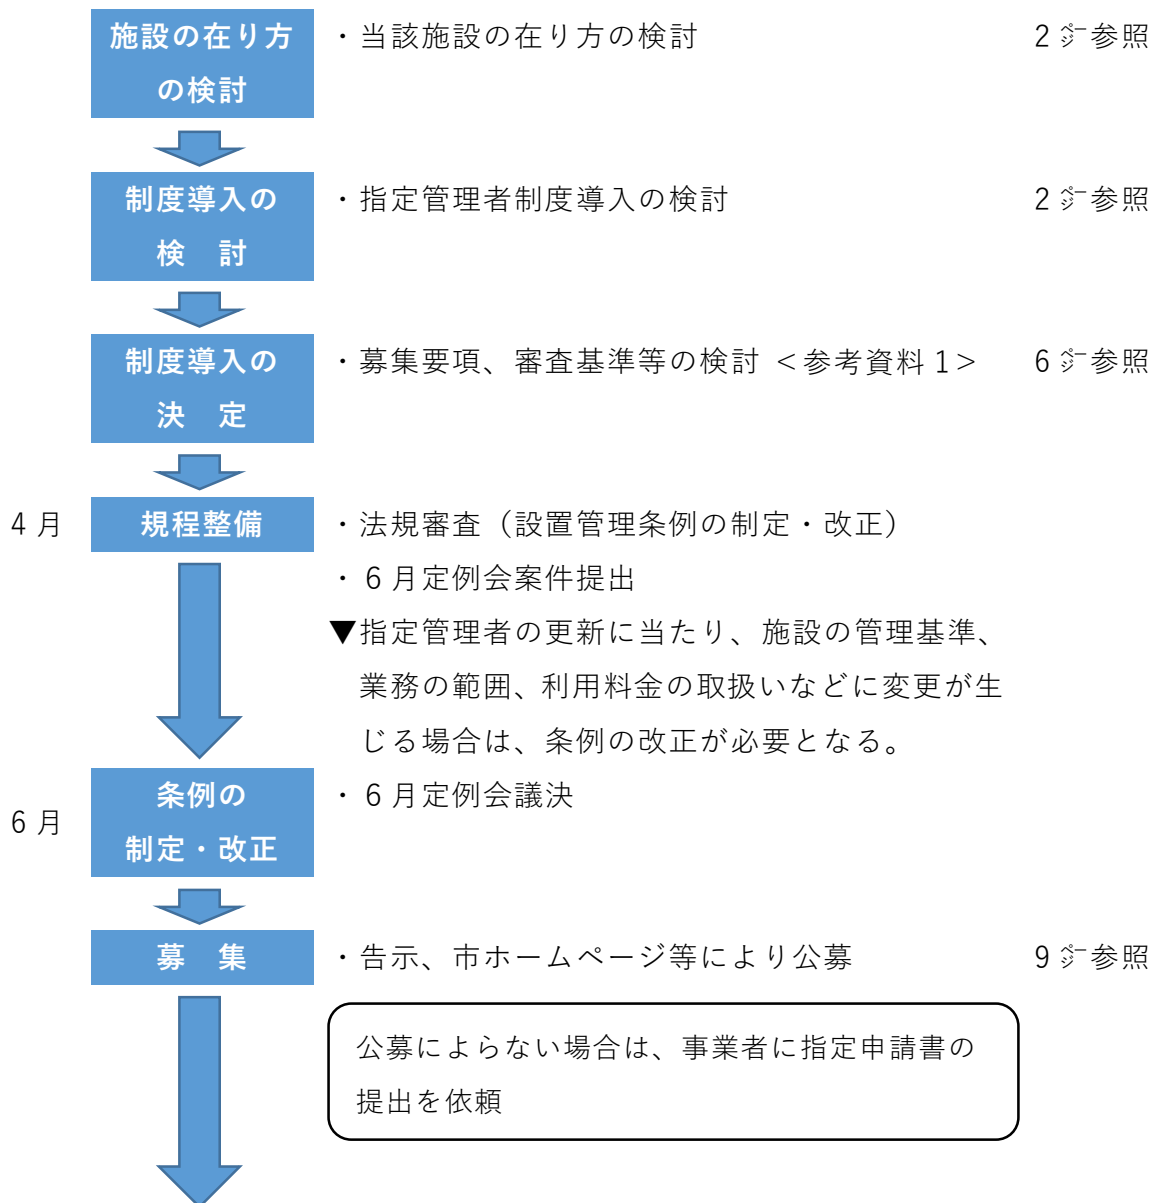 施設の在り方
の検討
・当該施設の在り方の検討 2㌻参照
制度導入の
検　討
・指定管理者制度導入の検討 2㌻参照
制度導入の
決　定
・募集要項、審査基準等の検討 ＜参考資料1＞ 6㌻参照
4月 規程整備 ・法規審査（設置管理条例の制定・改正）
・6月定例会案件提出
▼指定管理者の更新に当たり、施設の管理基準、
業務の範囲、利用料金の取扱いなどに変更が生
じる場合は、条例の改正が必要となる。
6月
条例の
制定・改正
・6月定例会議決
募　集 ・告示、市ホームページ等により公募 9㌻参照
公募によらない場合は、事業者に指定申請書の
提出を依頼